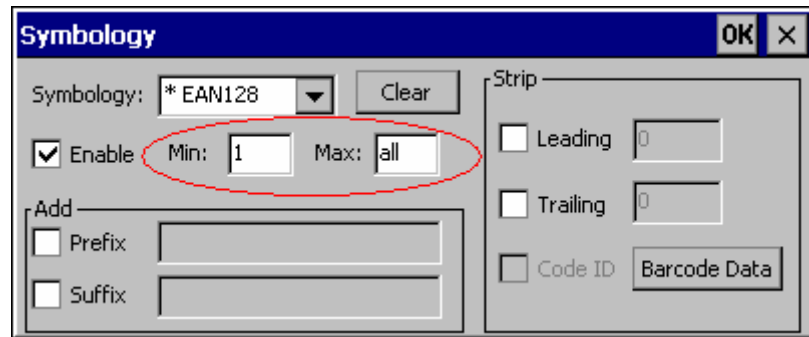 Symbology OK
Symbology: * EAN128 Clear
Enable Min: 1 Max: all
Add
Prefix
Suffix
Strip
Leading 0
Trailing 0
Code ID Barcode Data